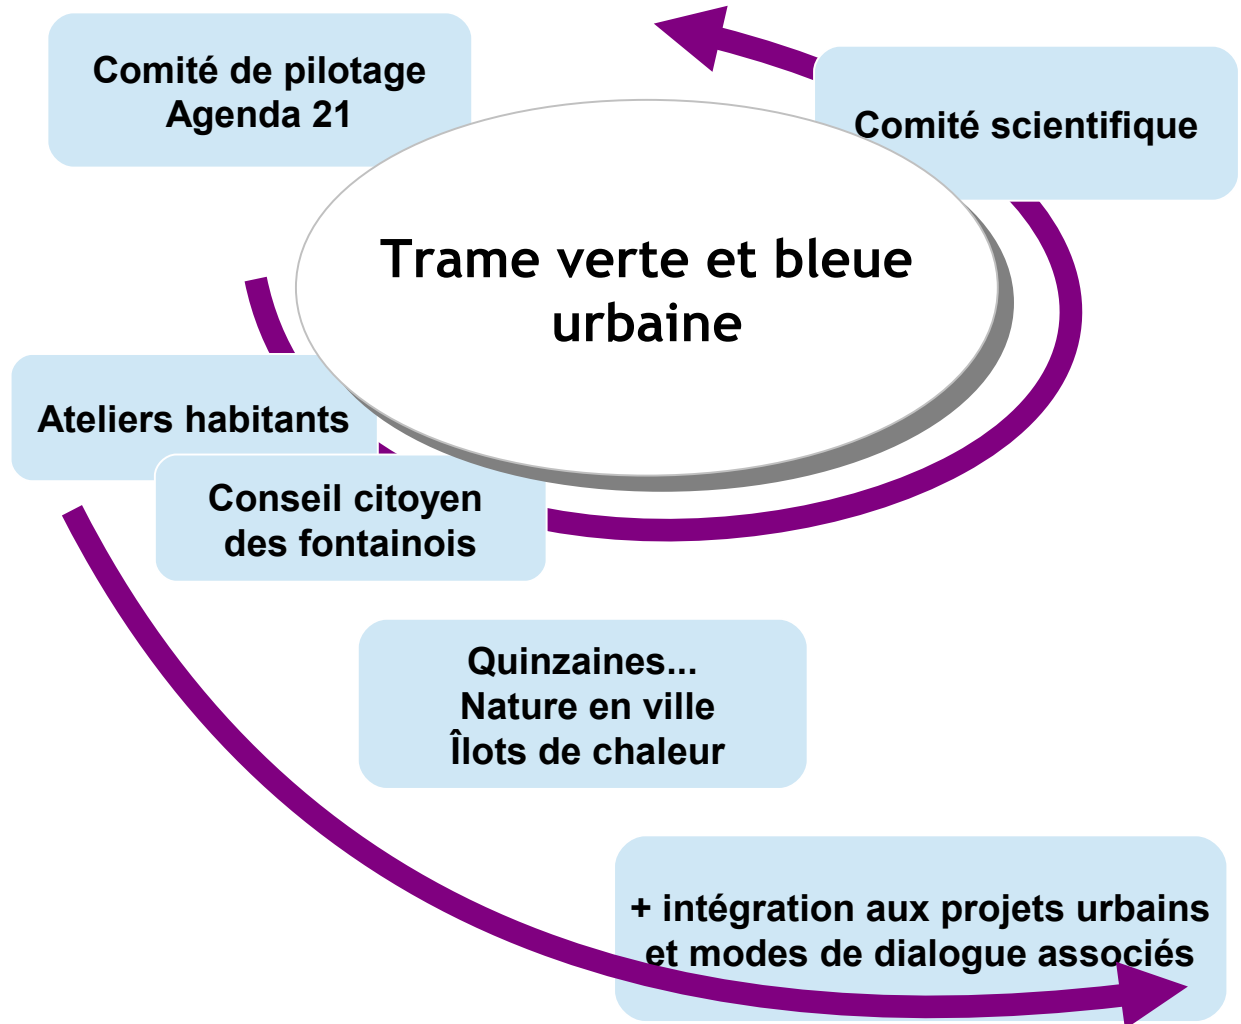 Comité de pilotage
Agenda 21
Comité scientifique
Trame verte et bleue
urbaine
Ateliers habitants
Conseil citoyen
des fontainois
Quinzaines...
Nature en ville
Îlots de chaleur
+ intégration aux projets urbains
et modes de dialogue associés